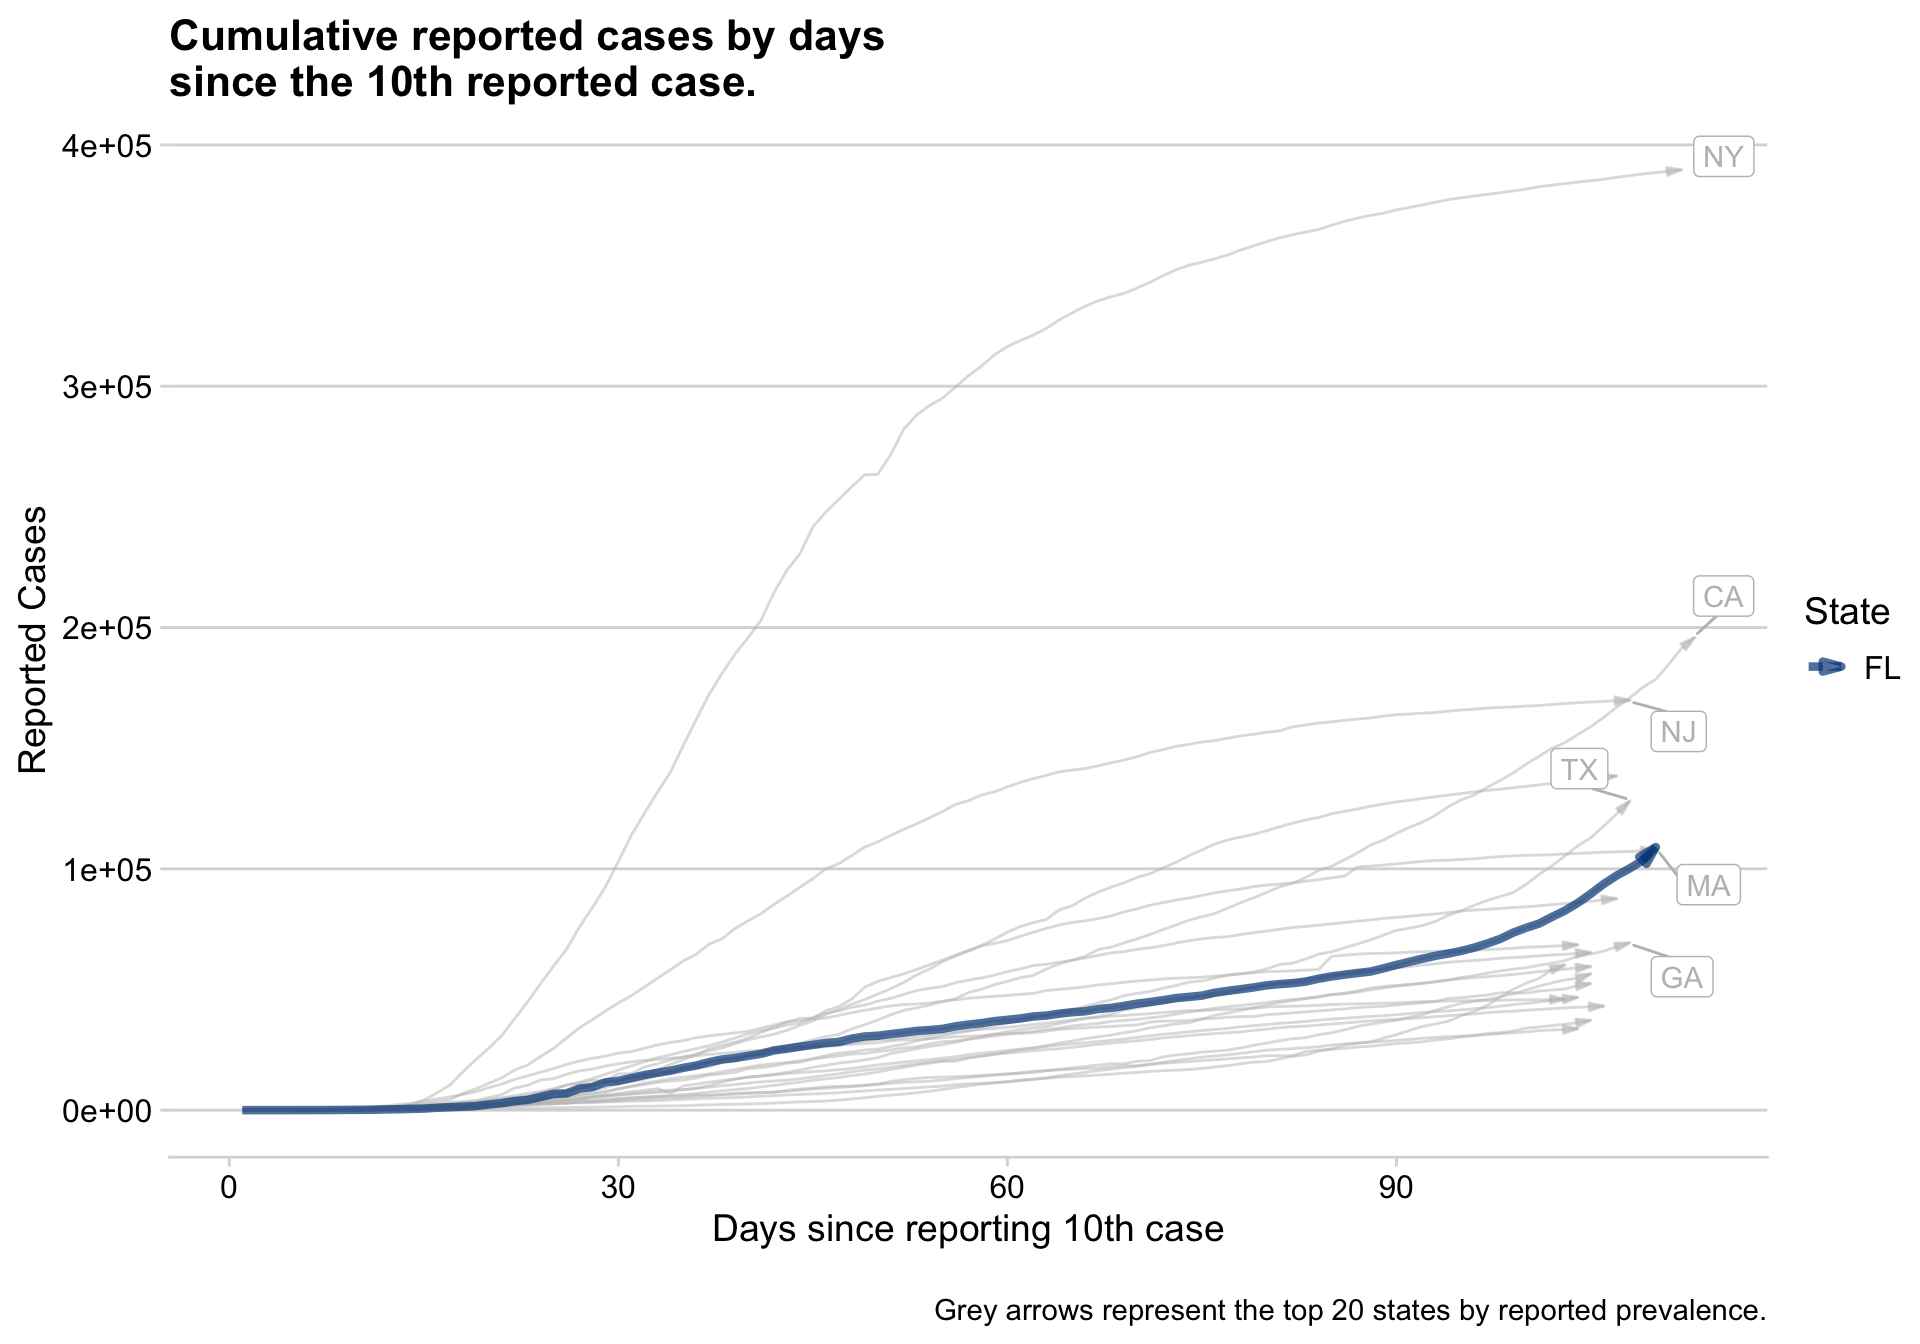 Cumulative reported cases by days
since the 10th reported case.
4e+05
3e+05
2e+05
1e+05
0e+00
Reported Cases
NY
CA
NJ
TX
MA
GA
State
FL
0 30 60 90
Days since reporting 10th case
Grey arrows represent the top 20 states by reported prevalence.